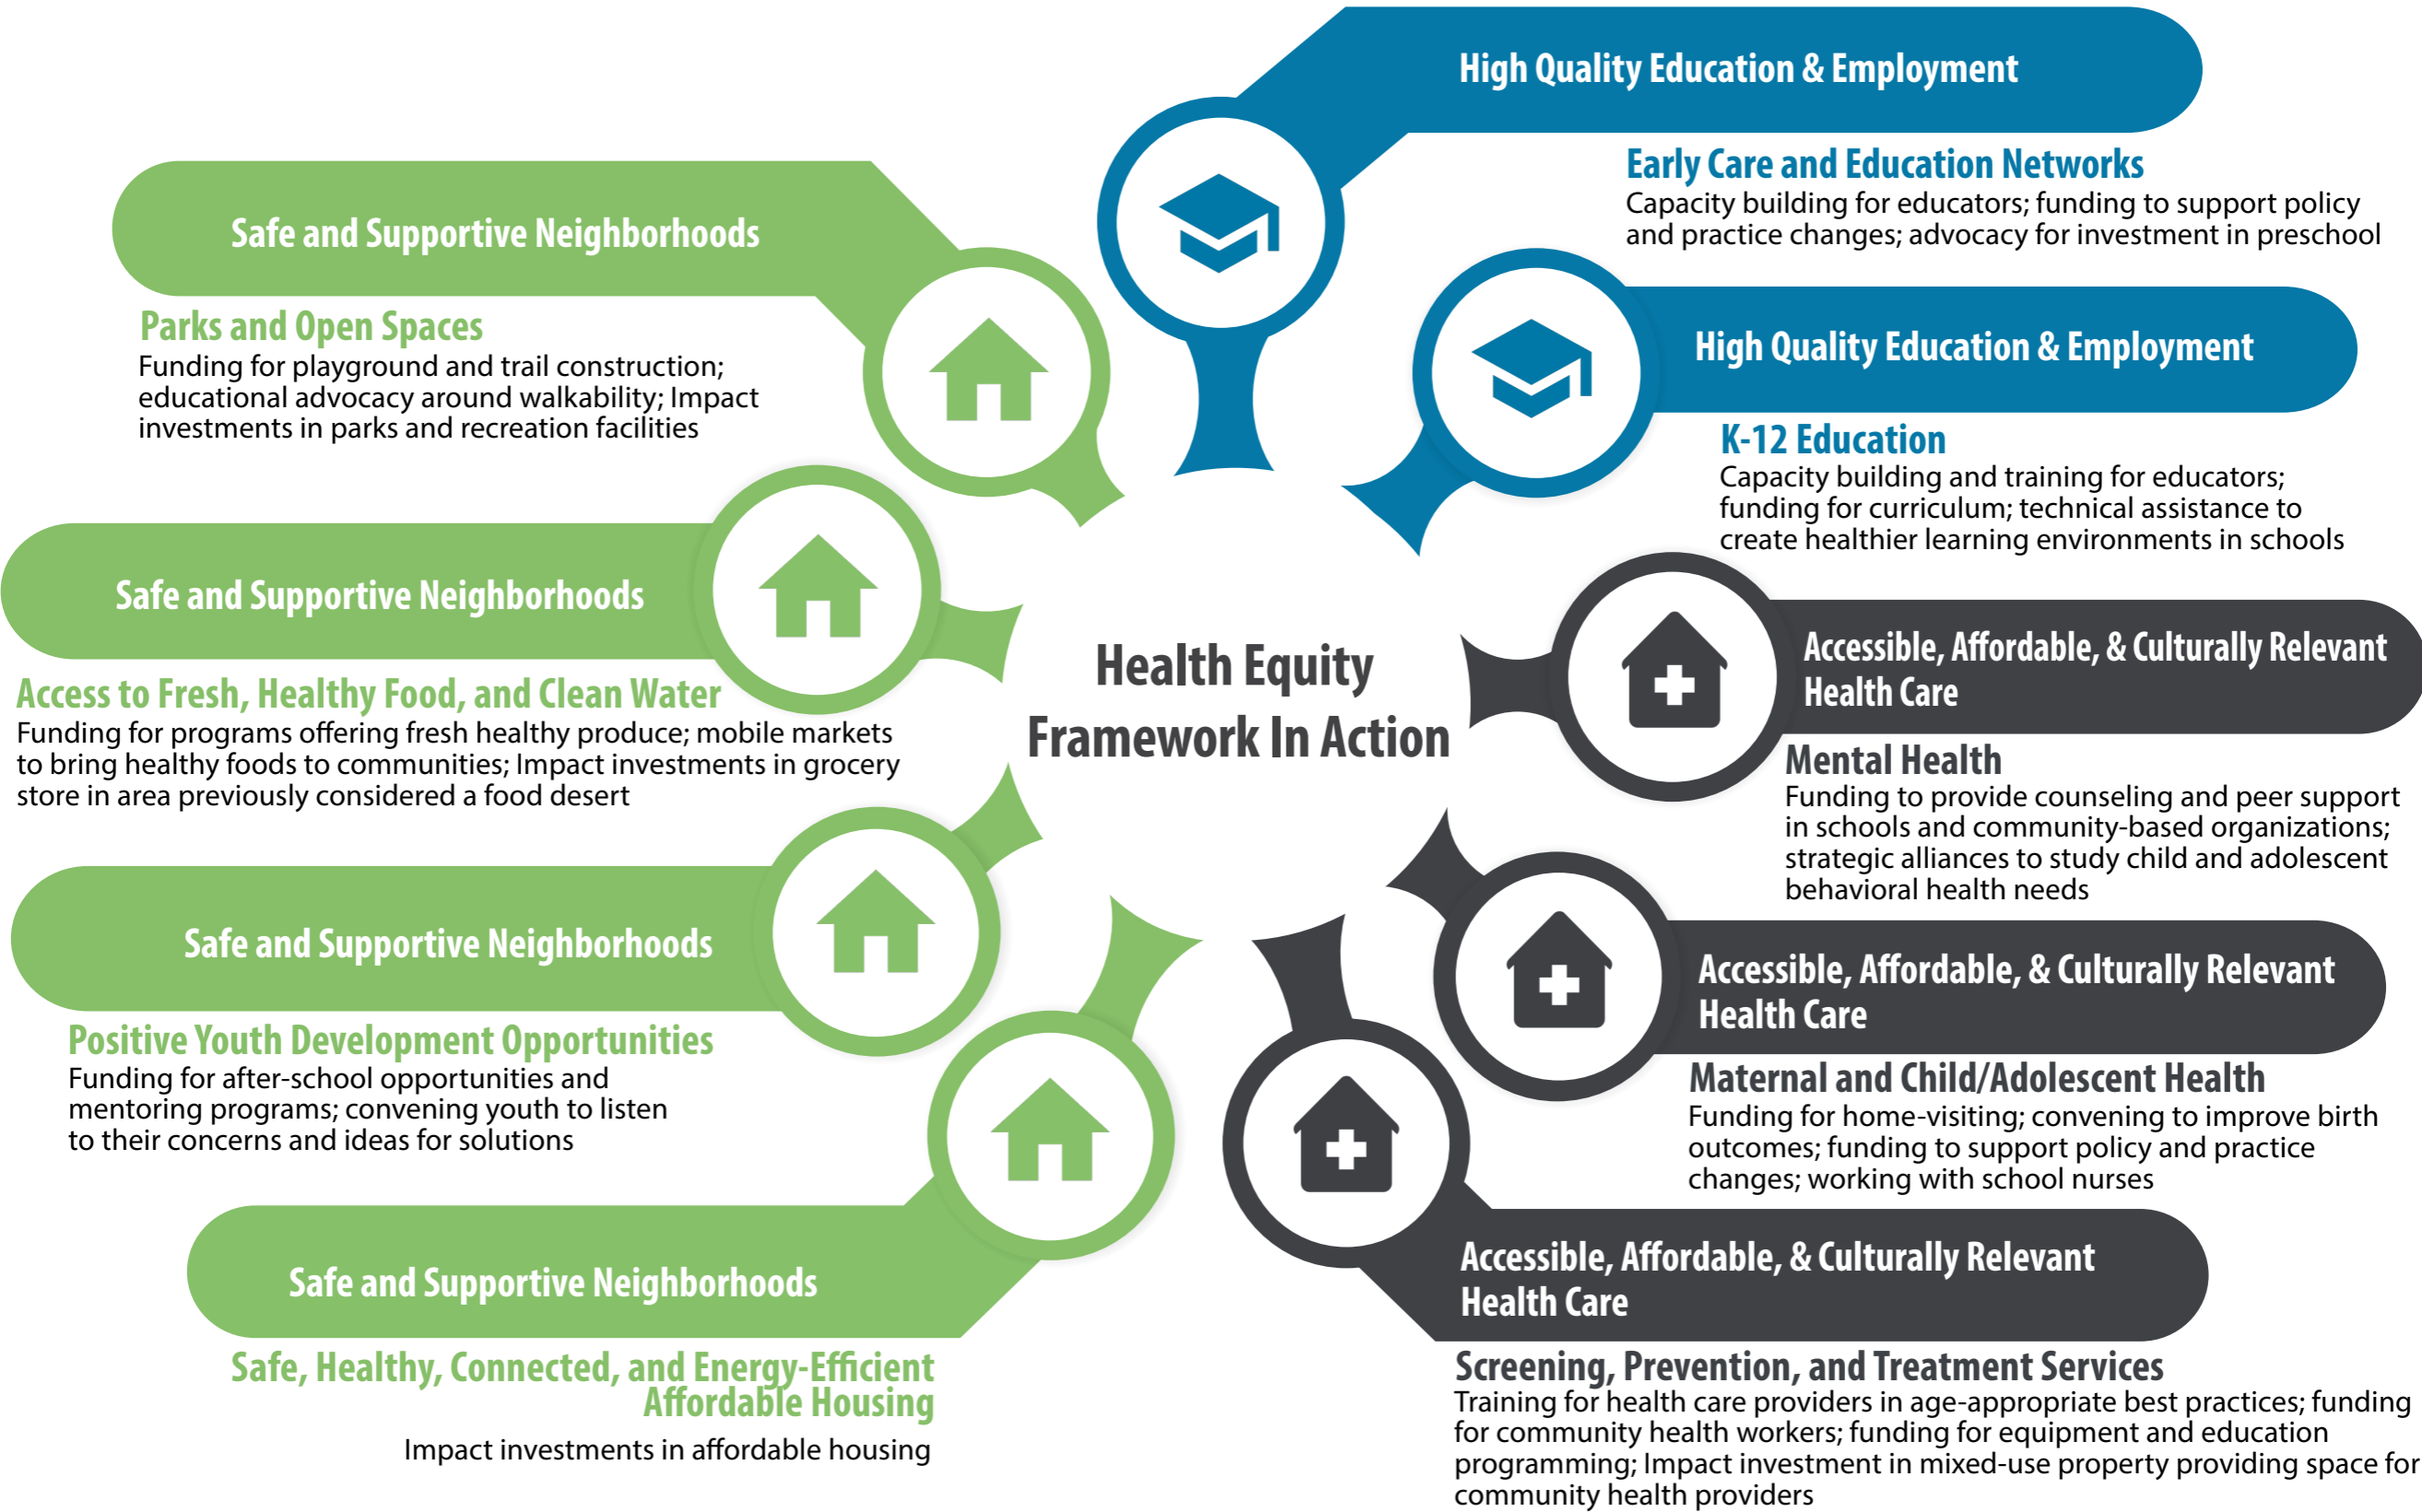 High Quality Education & Employment
Early Care and Education Networks
Capacity building for educators; funding to support policy
and practice changes; advocacy for investment in preschool
High Quality Education & Employment
K-12 Education
Capacity building and training for educators;
funding for curriculum; technical assistance to
create healthier learning environments in schools
Accessible, Affordable, & Culturally Relevant
Health Care
Mental Health
Funding to provide counseling and peer support
in schools and community-based organizations;
strategic alliances to study child and adolescent
behavioral health needs
Accessible, Affordable, & Culturally Relevant
Health Care
Maternal and Child/Adolescent Health
Funding for home-visiting; convening to improve birth
outcomes; funding to support policy and practice
changes; working with school nurses
Accessible, Affordable, & Culturally Relevant
Health Care
Screening, Prevention, and Treatment Services
Training for health care providers in age-appropriate best practices; funding
for community health workers; funding for equipment and education
programming; Impact investment in mixed-use property providing space for
community health providers
Safe and Supportive Neighborhoods
Parks and Open Spaces
Funding for playground and trail construction;
educational advocacy around walkability; Impact
investments in parks and recreation facilities
Safe and Supportive Neighborhoods
Access to Fresh, Healthy Food, and Clean Water
Funding for programs offering fresh healthy produce; mobile markets
to bring healthy foods to communities; Impact investments in grocery
store in area previously considered a food desert
Safe and Supportive Neighborhoods
Positive Youth Development Opportunities
Funding for after-school opportunities and
mentoring programs; convening youth to listen
to their concerns and ideas for solutions
Safe and Supportive Neighborhoods
Safe, Healthy, Connected, and Energy-Efficient
Affordable Housing
Impact investments in affordable housing
Health Equity
Framework In Action